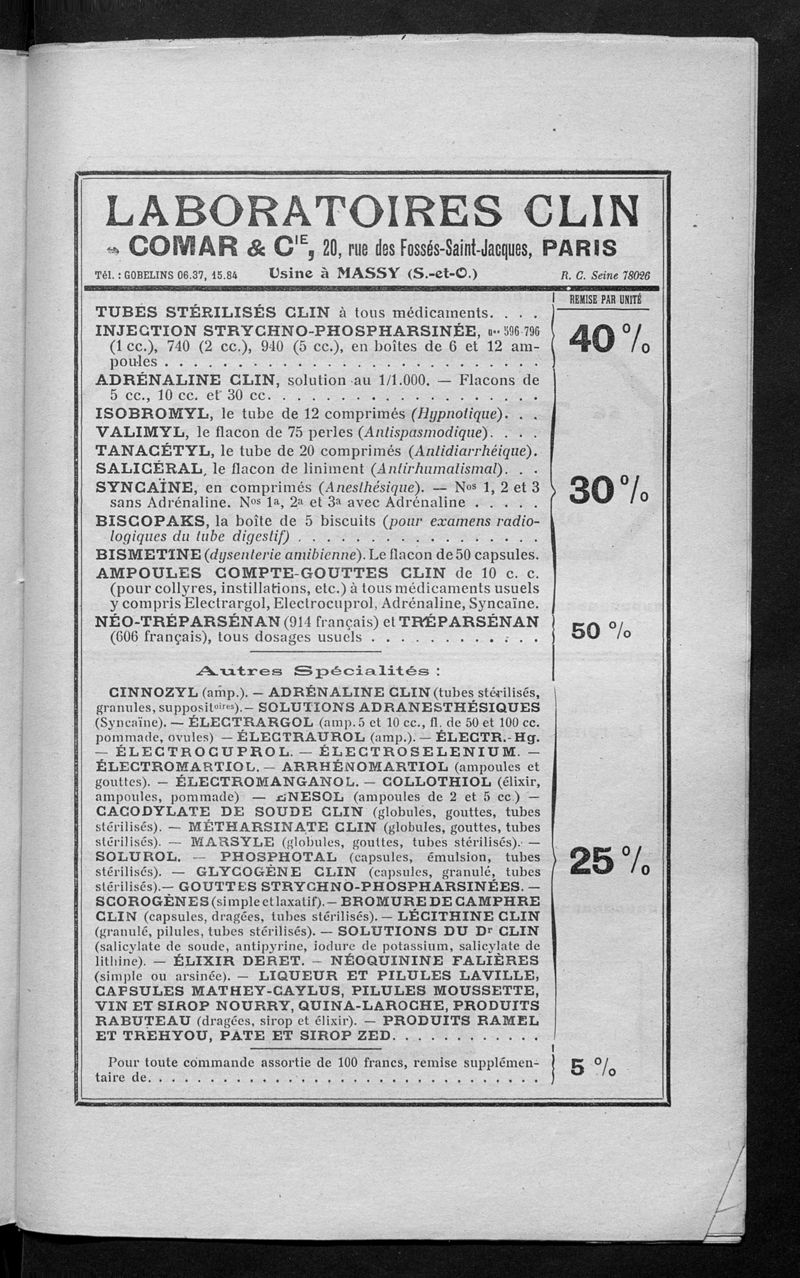 LABORATOIRES CLIN
COMAR & CIE, 20, rue des Fossés-Saint-Jacques, PARIS
Tél. : GOBELINS 06.37, 15.84 Usine à MASSY (S.-et-O.) R. C. Seine 78026
REMISE PAR UNITÉ
TUBES STÉRILISÉS CLIN à tous médicaments. . . .
INJECTION STRYCHNO-PHOSPHARSINÉE, nos 596-796
(1 cc.), 740 (2 cc.), 940 (5 cc.), en boîtes de 6 et 12 am-
poules . . . . . . . . . . . . . . . . . . . . . . . . . . .
40 %
ADRÉNALINE CLIN, solution au 1/1.000. — Flacons de
5 cc., 10 cc. et 30 cc. . . . . . . . . . . . . . . . . . . .
ISOBROMYL, le tube de 12 comprimés (Hypnotique). . .
VALIMYL, le flacon de 75 perles (Antispasmodique). . . .
TANACÉTYL, le tube de 20 comprimés (Antidiarrhéique).
SALICÉRAL, le flacon de liniment (Antirhumatismal). . .
SYNCAÏNE, en comprimés (Anesthésique). — Nos 1, 2 et 3
sans Adrénaline. Nos 1a, 2a et 3a avec Adrénaline . . . . .
BISCOPAKS, la boîte de 5 biscuits (pour examens radio-
logiques du tube digestif) . . . . . . . . . . . . . . . . .
BISMETINE (dysenterie amibienne). Le flacon de 50 capsules.
AMPOULES COMPTE-GOUTTES CLIN de 10 c. c.
(pour collyres, instillations, etc.) à tous médicaments usuels
y compris Electrargol, Electrocuprol, Adrénaline, Syncaïne.
30 %
NÉO-TRÉPARSÉNAN (914 français) et TRÉPARSÉNAN
(606 français), tous dosages usuels . . . . . . . . . . . .
50 %
Autres Spécialités :
CINNOZYL (amp.). — ADRÉNALINE CLIN (tubes stérilisés,
granules, suppositoires). — SOLUTIONS ADRANESTHÉSIQUES
(Syncaïne). — ÉLECTRARGOL (amp. 5 et 10 cc., fl. de 50 et 100 cc.
pommade, ovules) — ÉLECTRAUROL (amp.). — ÉLECTR.-Hg.
— ÉLECTROCUPROL. — ÉLECTROSELENIUM. —
ÉLECTROMARTIOL. — ARRHÉNOMARTIOL (ampoules et
gouttes). — ÉLECTROMANGANOL. — COLLOTHIOL (élixir,
ampoules, pommade) — ENESOL (ampoules de 2 et 5 cc) —
CACODYLATE DE SOUDE CLIN (globules, gouttes, tubes
stérilisés). — MÉTHARSINATE CLIN (globules, gouttes, tubes
stérilisés). — MARSYLE (globules, gouttes, tubes stérilisés). —
SOLUROL. — PHOSPHOTAL (capsules, émulsion, tubes
stérilisés). — GLYCOGÈNE CLIN (capsules, granulé, tubes
stérilisés). — GOUTTES STRYCHNO-PHOSPHARSINÉES. —
SCOROGÈNES (simple et laxatif). — BROMURE DE CAMPHRE
CLIN (capsules, dragées, tubes stérilisés). — LÉCITHINE CLIN
(granulé, pilules, tubes stérilisés). — SOLUTIONS DU Dr CLIN
(salicylate de soude, antipyrine, iodure de potassium, salicylate de
lithine). — ÉLIXIR DERET. — NÉOQUININE FALIÈRES
(simple ou arsinée). — LIQUEUR ET PILULES LAVILLE,
CAPSULES MATHEY-CAYLUS, PILULES MOUSSETTE,
VIN ET SIROP NOURRY, QUINA-LAROCHE, PRODUITS
RABUTEAU (dragées, sirop et élixir). — PRODUITS RAMEL
ET TREHYOU, PATE ET SIROP ZED. . . . . . . . . . . .
25 %
Pour toute commande assortie de 100 francs, remise supplémen-
taire de. . . . . . . . . . . . . . . . . . . . . . . . . . . .
5 %